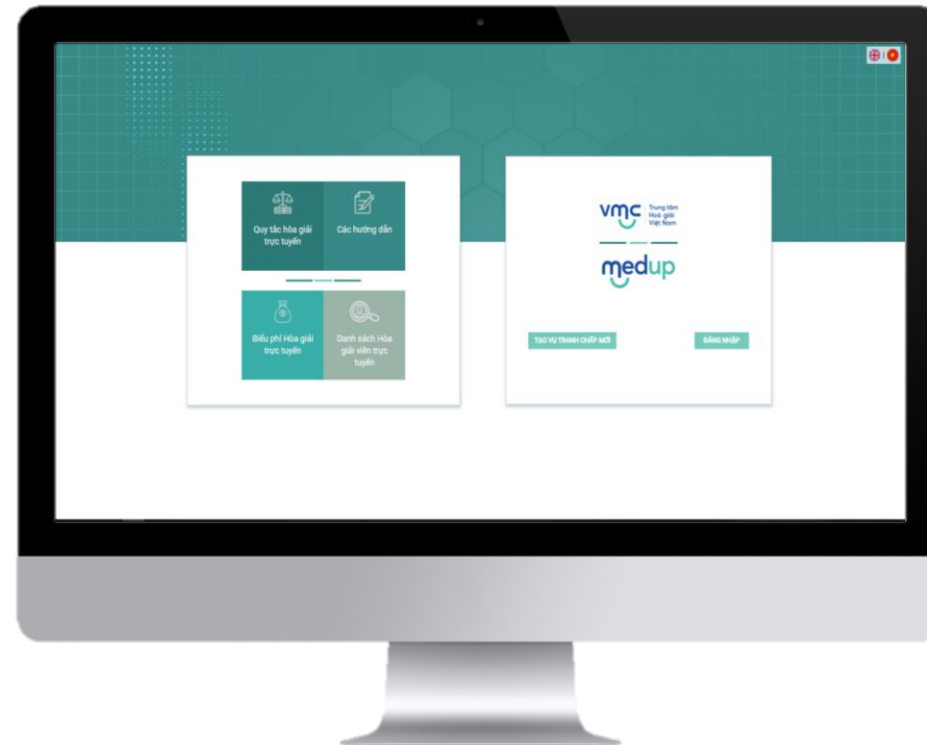 Quy tắc hòa giải
trực tuyến
Các hướng dẫn
Biểu phí Hòa giải
trực tuyến
Danh sách Hòa
giải viên trực
tuyến
vmc
Trung tâm
Hoà giải
Việt Nam
medup
TẠO VỤ TRANH CHẤP MỚI
ĐĂNG NHẬP